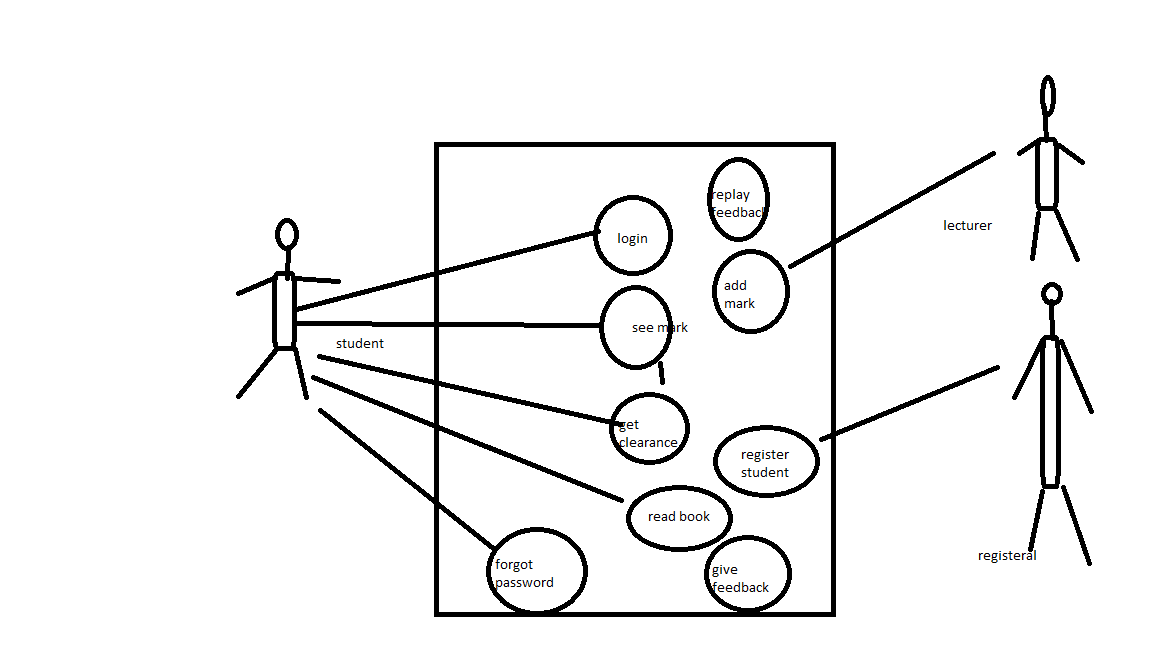 replay
feedback
lecturer
login
add
mark
see mark
student
get
clearance
register
student
read book
registeral
forgot
password
give
feedback